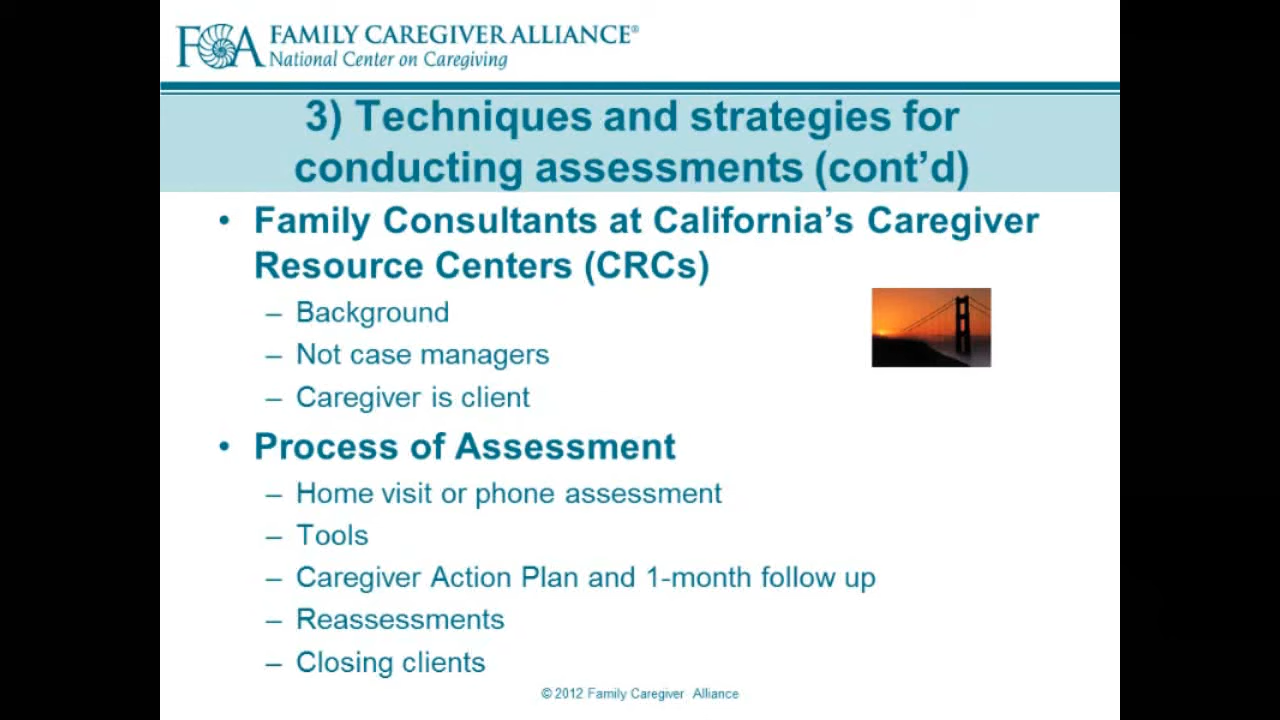 FCA FAMILY CAREGIVER ALLIANCE®
National Center on Caregiving
3) Techniques and strategies for
conducting assessments (cont’d)
• Family Consultants at California’s Caregiver
Resource Centers (CRCs)
– Background
– Not case managers
– Caregiver is client
• Process of Assessment
– Home visit or phone assessment
– Tools
– Caregiver Action Plan and 1-month follow up
– Reassessments
– Closing clients
© 2012 Family Caregiver Alliance